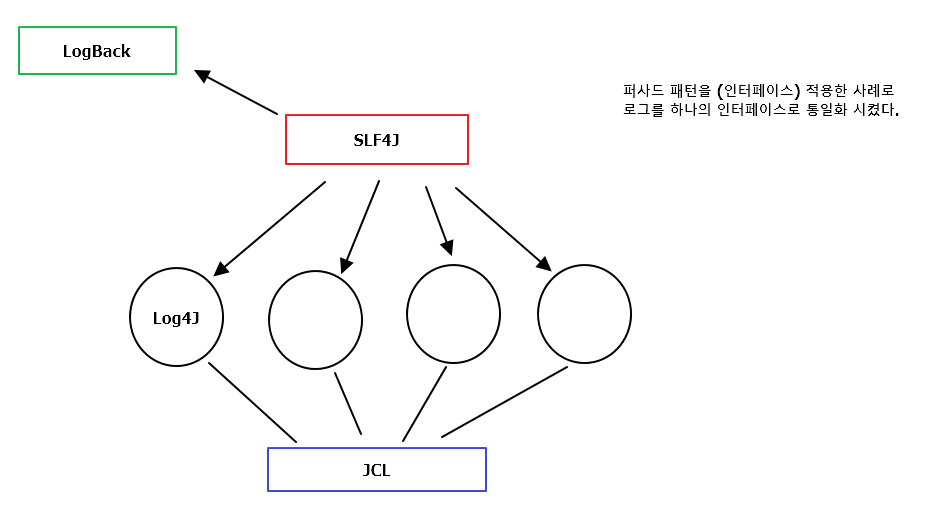 LogBack
퍼사드 패턴을 (인터페이스) 적용한 사례로
로그를 하나의 인터페이스로 통일화 시켰다.
SLF4J
Log4J
JCL